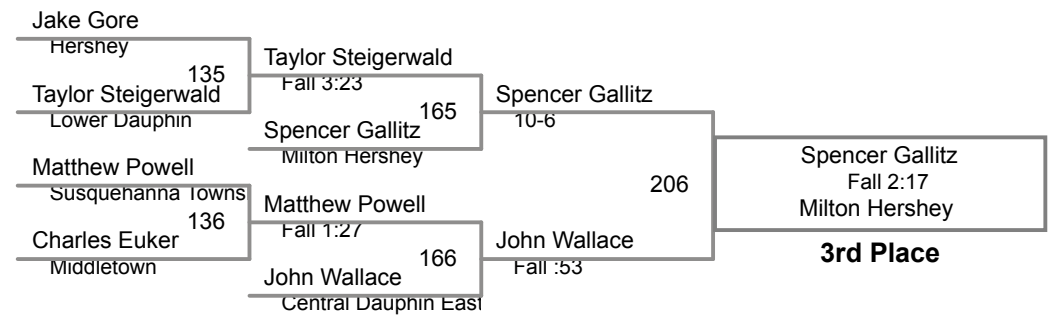 Jake Gore
Hershey
135
Taylor Steigerwald
Lower Dauphin
Matthew Powell
Susquehanna Towns
136
Charles Euker
Middletown
Taylor Steigerwald
Fall 3:23
165
Spencer Gallitz
Milton Hershey
Matthew Powell
Fall 1:27
166
John Wallace
Central Dauphin East
Spencer Gallitz
10-6
206
John Wallace
Fall :53
Spencer Gallitz
Fall 2:17
Milton Hershey
3rd Place